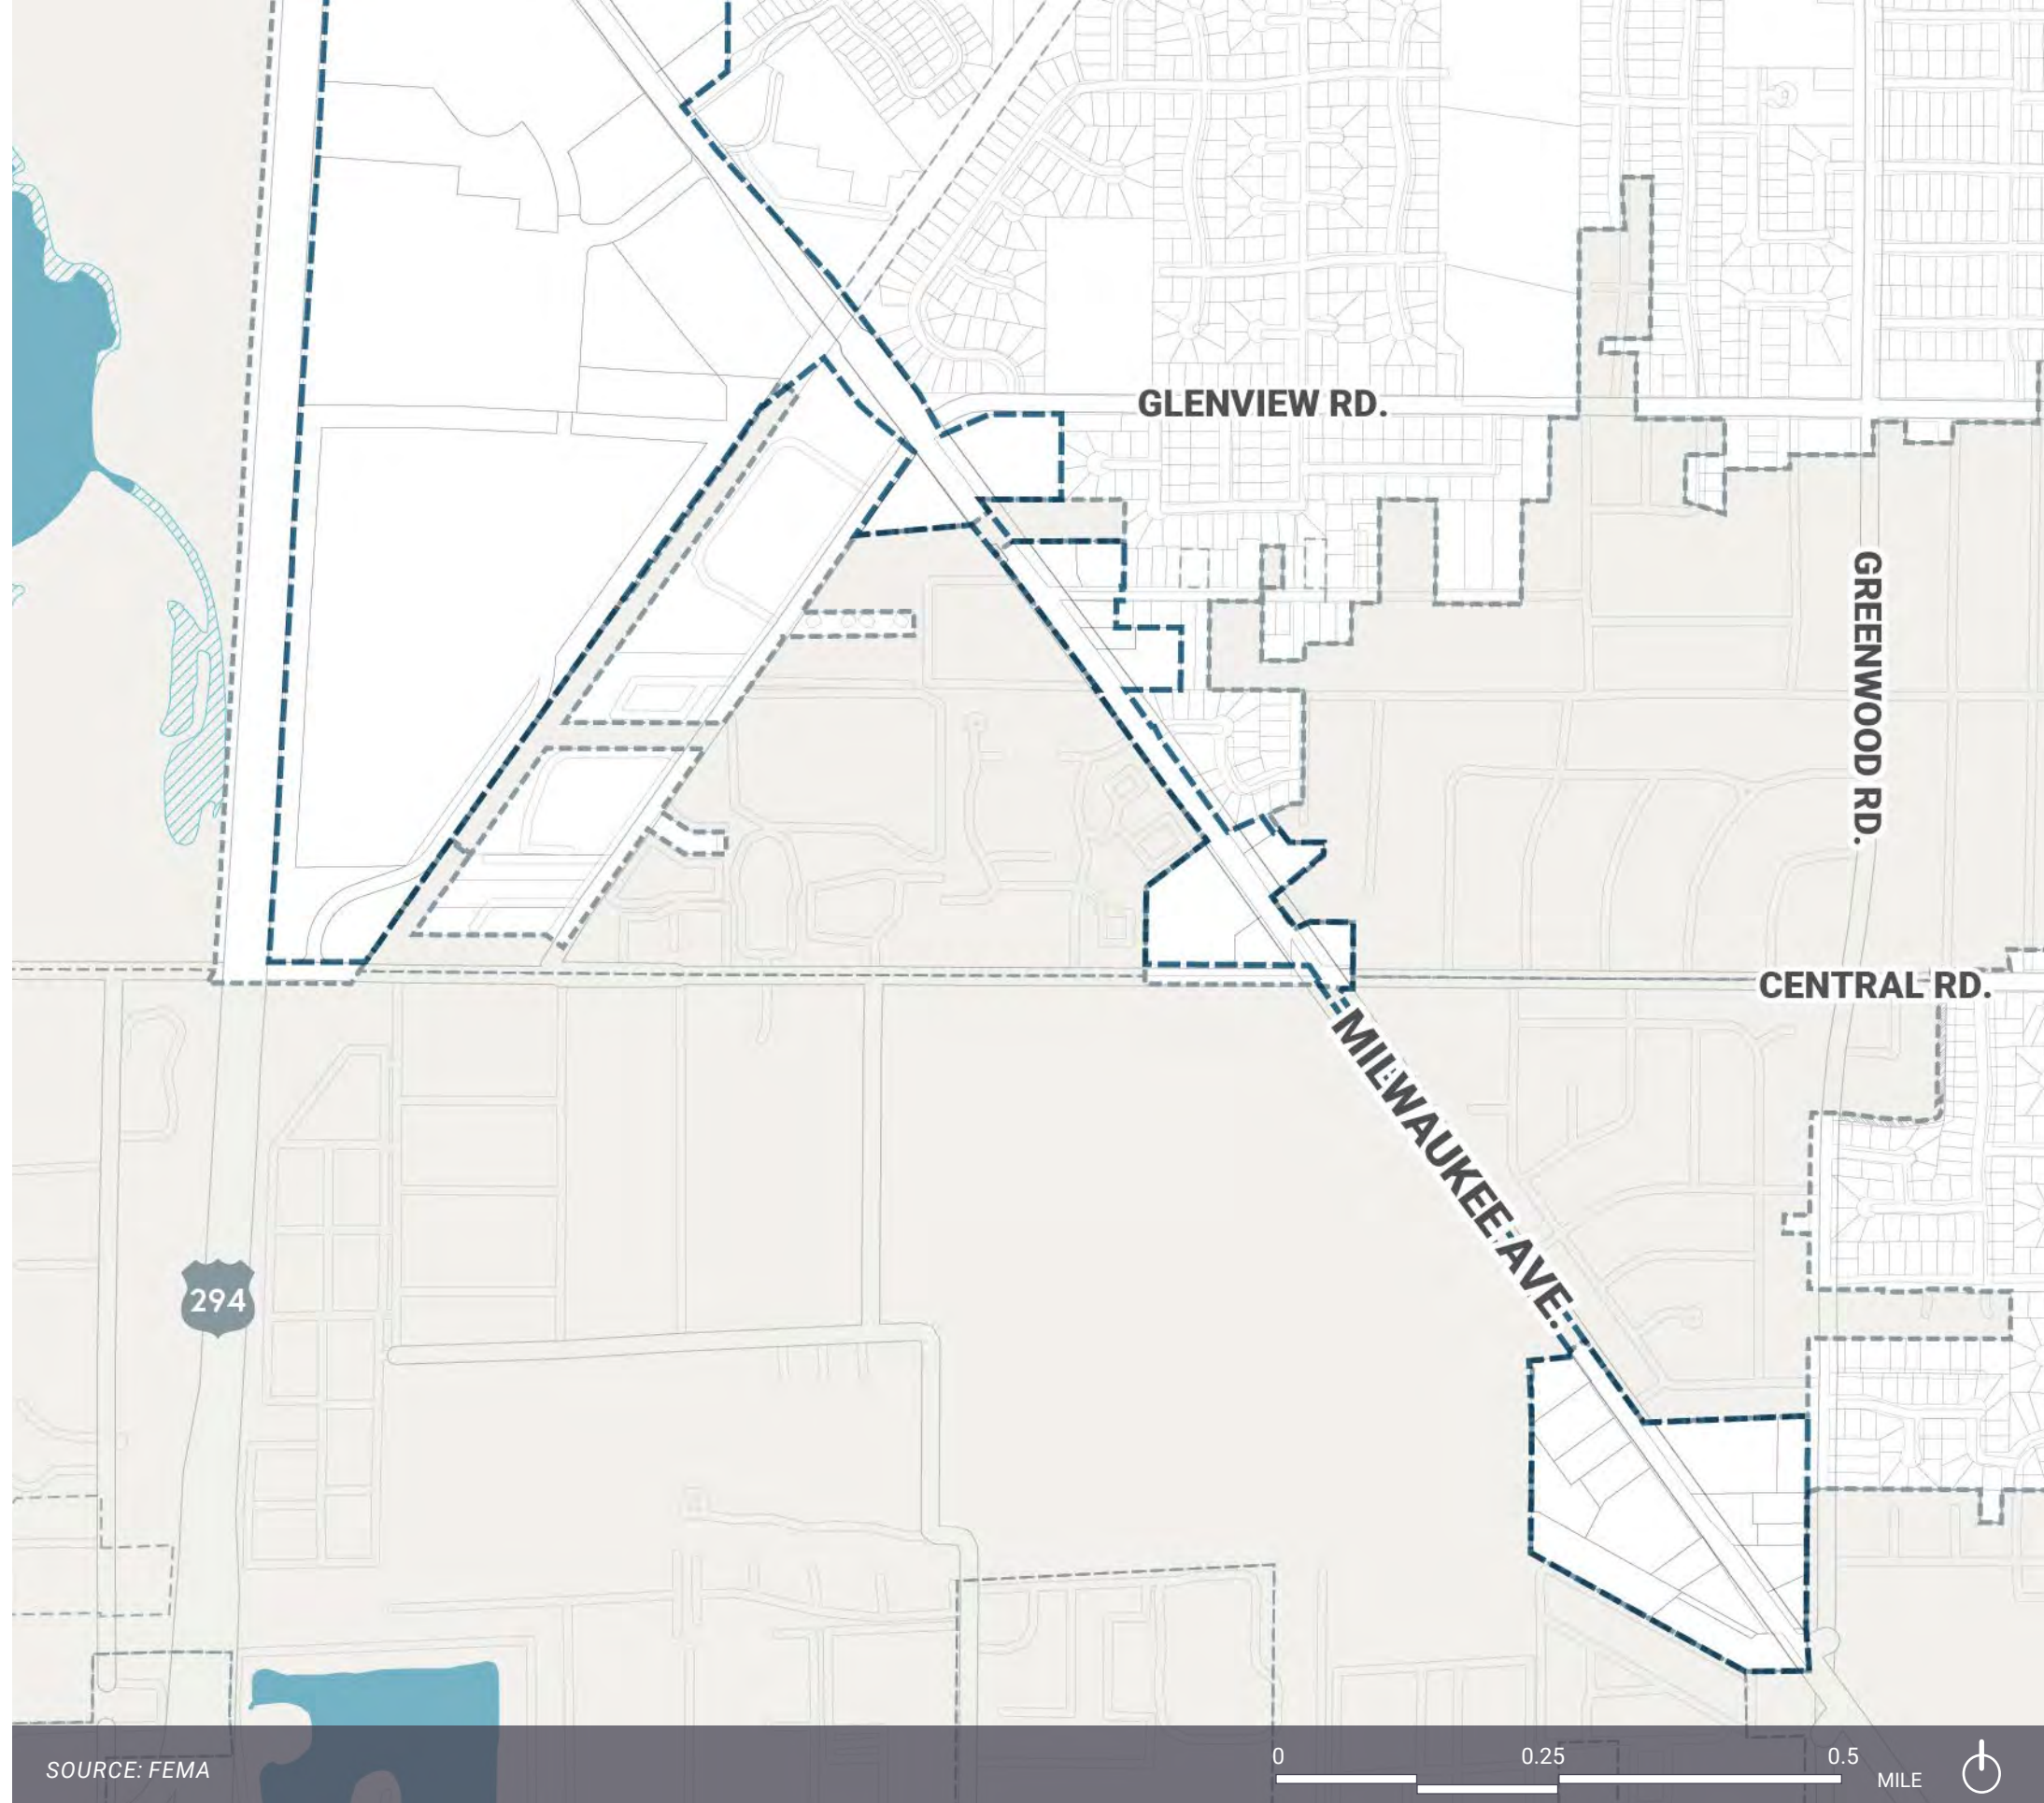 GLENVIEW RD.
GREENWOOD RD.
CENTRAL RD.
MILWAUKEE AVE.
294
SOURCE: FEMA
0 0.25 0.5
MILE